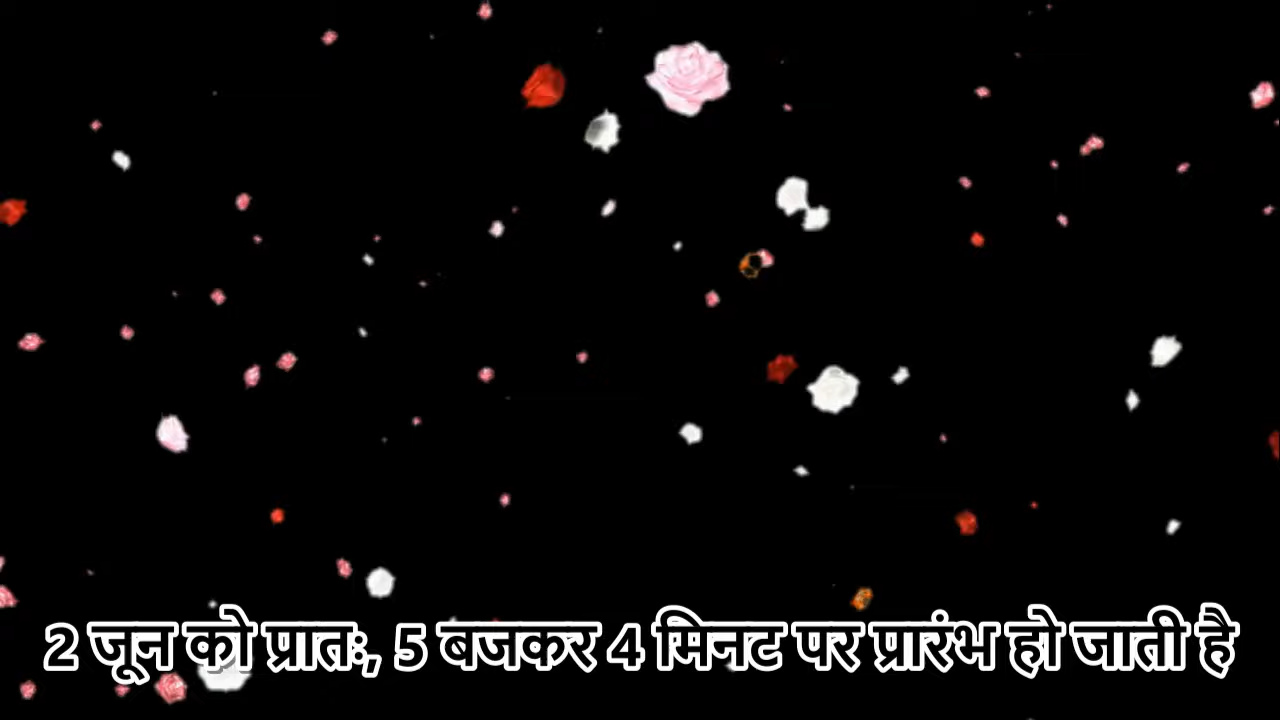 2 जून को प्रातः, 5 बजकर 4 मिनट पर प्रारंभ हो जाती है